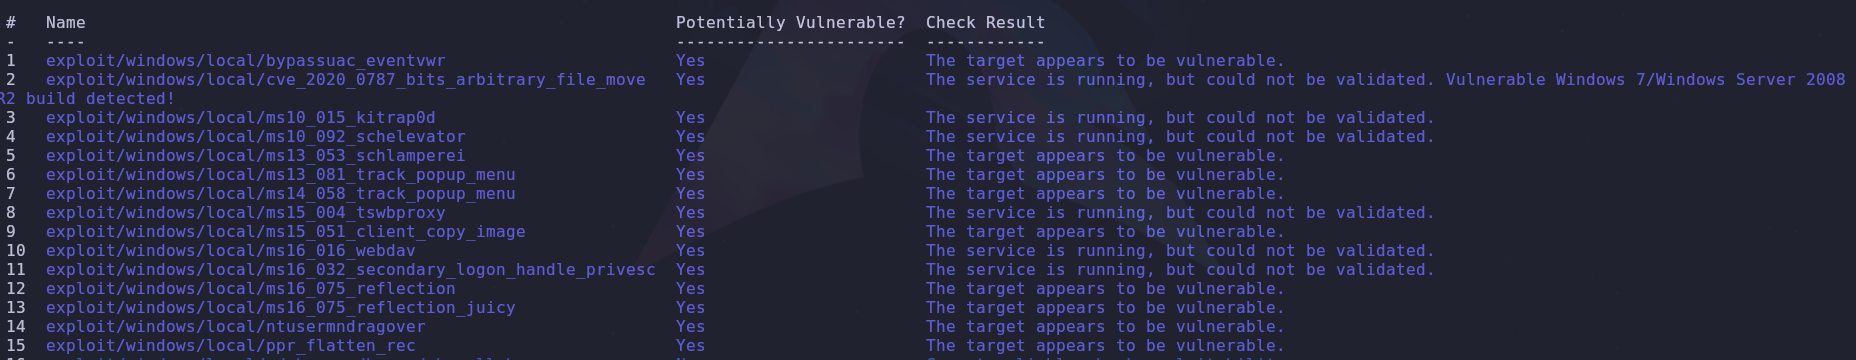 #   Name   Potentially Vulnerable?   Check Result
-   ----   -----------------------   ------------
1   exploit/windows/local/bypassuac_eventvwr   Yes   The target appears to be vulnerable.
2   exploit/windows/local/cve_2020_0787_bits_arbitrary_file_move   Yes   The service is running, but could not be validated. Vulnerable Windows 7/Windows Server 2008
R2 build detected!
3   exploit/windows/local/ms10_015_kitrap0d   Yes   The service is running, but could not be validated.
4   exploit/windows/local/ms10_092_schelevator   Yes   The service is running, but could not be validated.
5   exploit/windows/local/ms13_053_schlamperei   Yes   The target appears to be vulnerable.
6   exploit/windows/local/ms13_081_track_popup_menu   Yes   The target appears to be vulnerable.
7   exploit/windows/local/ms14_058_track_popup_menu   Yes   The target appears to be vulnerable.
8   exploit/windows/local/ms15_004_tswbproxy   Yes   The service is running, but could not be validated.
9   exploit/windows/local/ms15_051_client_copy_image   Yes   The target appears to be vulnerable.
10   exploit/windows/local/ms16_016_webdav   Yes   The service is running, but could not be validated.
11   exploit/windows/local/ms16_032_secondary_logon_handle_privesc   Yes   The service is running, but could not be validated.
12   exploit/windows/local/ms16_075_reflection   Yes   The target appears to be vulnerable.
13   exploit/windows/local/ms16_075_reflection_juicy   Yes   The target appears to be vulnerable.
14   exploit/windows/local/ntusermndragover   Yes   The target appears to be vulnerable.
15   exploit/windows/local/ppr_flatten_rec   Yes   The target appears to be vulnerable.